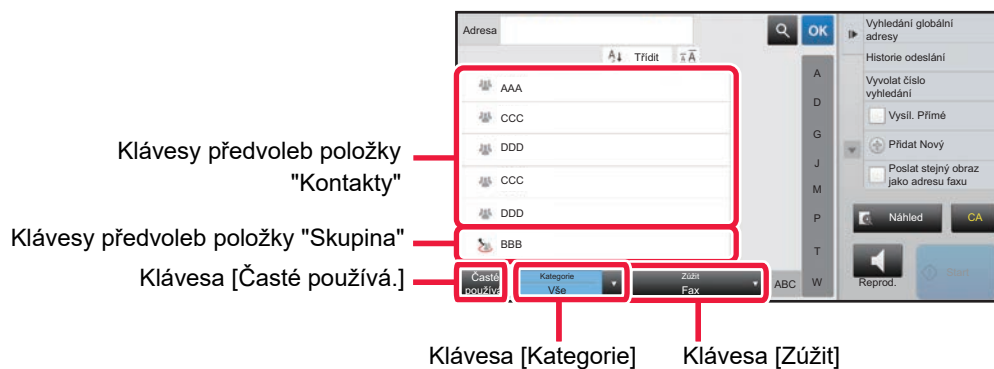 Adresa
OK
Třídit
AAA
CCC
DDD
CCC
DDD
BBB
Časté
používá
Kategorie
Vše
Zúžit
Fax
ABC
A
D
G
J
M
P
T
W
Vyhledání globální
adresy
Historie odeslání
Vyvolat číslo
vyhledání
Vysíl. Přímé
Přidat Nový
Poslat stejný obraz
jako adresu faxu
Náhled
CA
Reprod.
Start
Klávesy předvoleb položky
"Kontakty"
Klávesy předvoleb položky "Skupina"
Klávesa [Časté používá.]
Klávesa [Kategorie]
Klávesa [Zúžit]